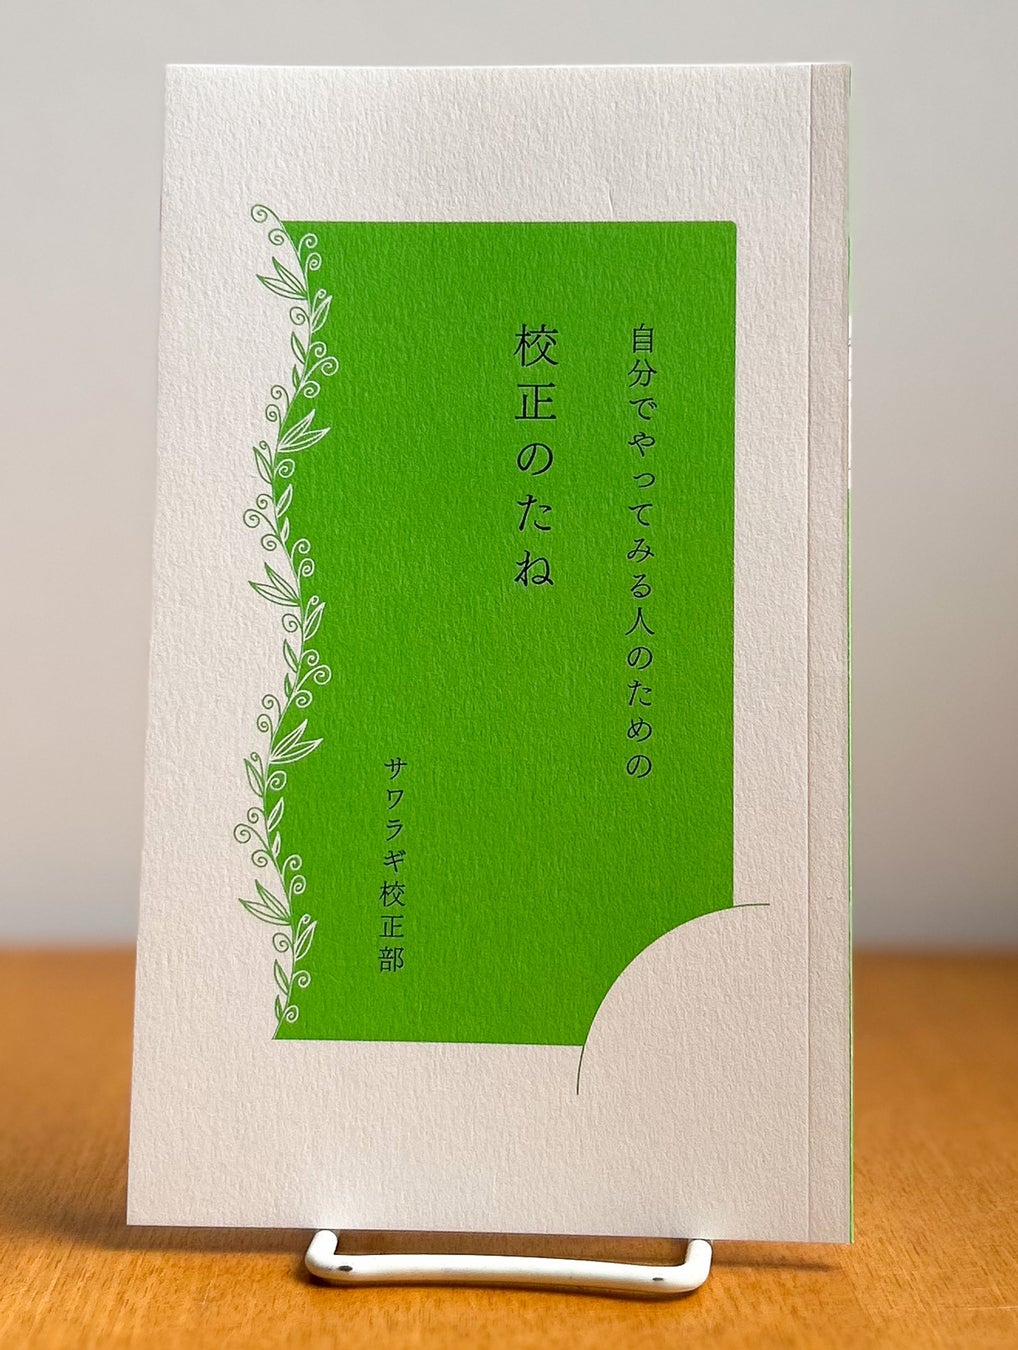 自分でやってみる人のための
校正のたね
サワラギ校正部